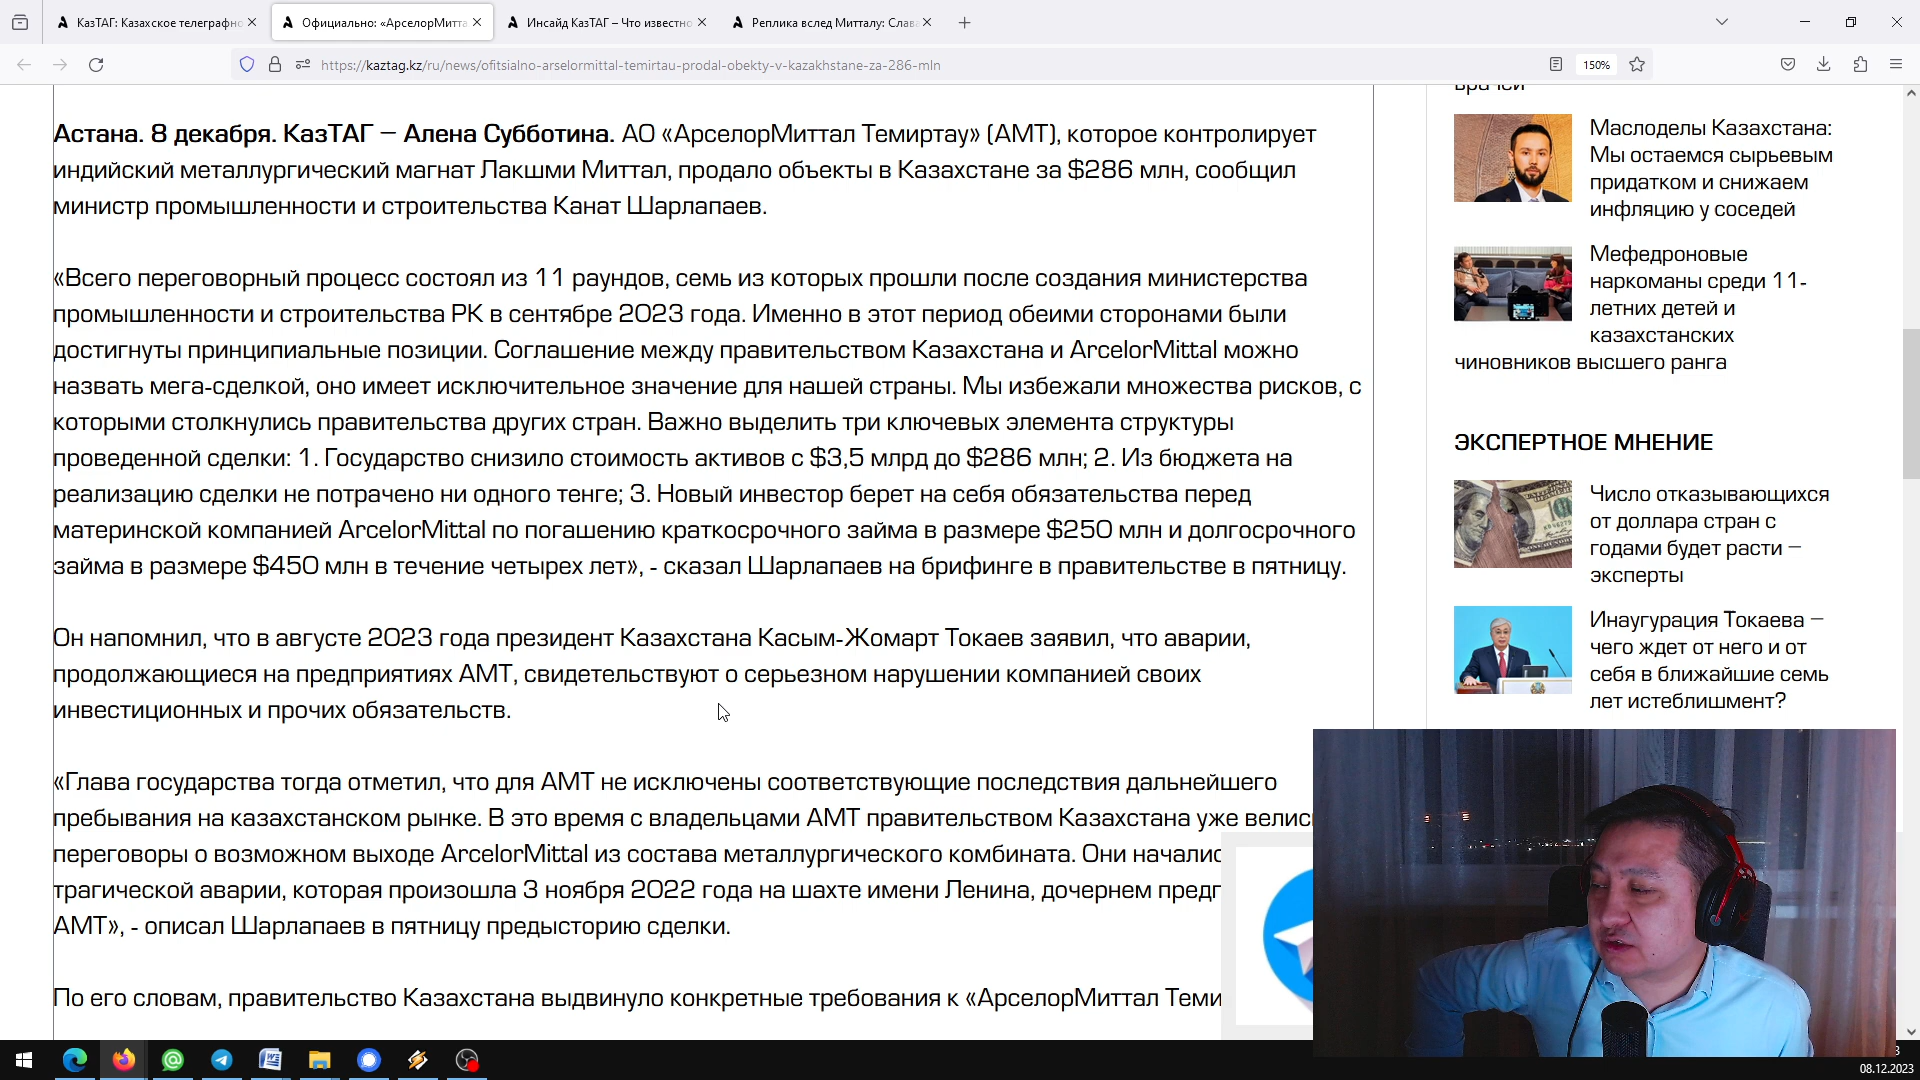 КазТАГ: Казахское телеграфно
Официально: «АрселорМитта
Инсайд КазТАГ – Что известно
Реплика вслед Митталу: Слава
https://kaztag.kz/ru/news/ofitsialno-arselormittal-temirtau-prodal-obekty-v-kazakhstane-za-286-mln
150%
Астана. 8 декабря. КазТАГ – Алена Субботина. АО «АрселорМиттал Темиртау» (АМТ), которое контролирует
индийский металлургический магнат Лакшми Миттал, продало объекты в Казахстане за $286 млн, сообщил
министр промышленности и строительства Канат Шарлапаев.
«Всего переговорный процесс состоял из 11 раундов, семь из которых прошли после создания министерства
промышленности и строительства РК в сентябре 2023 года. Именно в этот период обеими сторонами были
достигнуты принципиальные позиции. Соглашение между правительством Казахстана и ArcelorMittal можно
назвать мега-сделкой, оно имеет исключительное значение для нашей страны. Мы избежали множества рисков, с
которыми столкнулись правительства других стран. Важно выделить три ключевых элемента структуры
проведенной сделки: 1. Государство снизило стоимость активов с $3,5 млрд до $286 млн; 2. Из бюджета на
реализацию сделки не потрачено ни одного тенге; 3. Новый инвестор берет на себя обязательства перед
материнской компанией ArcelorMittal по погашению краткосрочного займа в размере $250 млн и долгосрочного
займа в размере $450 млн в течение четырех лет», - сказал Шарлапаев на брифинге в правительстве в пятницу.
Он напомнил, что в августе 2023 года президент Казахстана Касым-Жомарт Токаев заявил, что аварии,
продолжающиеся на предприятиях АМТ, свидетельствуют о серьезном нарушении компанией своих
инвестиционных и прочих обязательств.
«Глава государства тогда отметил, что для АМТ не исключены соответствующие последствия дальнейшего
пребывания на казахстанском рынке. В это время с владельцами АМТ правительством Казахстана уже велис
переговоры о возможном выходе ArcelorMittal из состава металлургического комбината. Они начались
трагической аварии, которая произошла 3 ноября 2022 года на шахте имени Ленина, дочернем предп
АМТ», - описал Шарлапаев в пятницу предысторию сделки.
По его словам, правительство Казахстана выдвинуло конкретные требования к «АрселорМиттал Теми
врачей
Маслоделы Казахстана:
Мы остаемся сырьевым
придатком и снижаем
инфляцию у соседей
Мефедроновые
наркоманы среди 11-
летних детей и
казахстанских
чиновников высшего ранга
ЭКСПЕРТНОЕ МНЕНИЕ
Число отказывающихся
от доллара стран с
годами будет расти –
эксперты
Инаугурация Токаева –
чего ждет от него и от
себя в ближайшие семь
лет истеблишмент?
08.12.2023